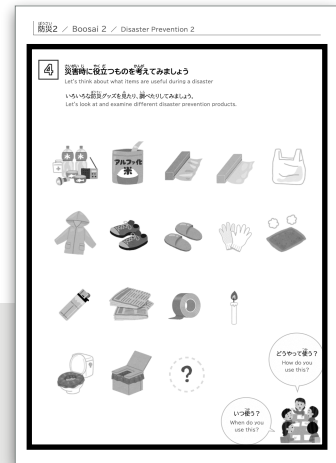 防災2 / Boosai 2 / Disaster Prevention 2
4 災害時に役立つものを考えてみましょう
Let's think about what items are useful during a disaster
いろいろな防災グッズを見たり、調べたりしてみましょう。
Let's look at and examine different disaster prevention products.
水 水
アルファ化
米
?
どうやって使う?
How do you
use this?
いつ使う?
When do you
use this?